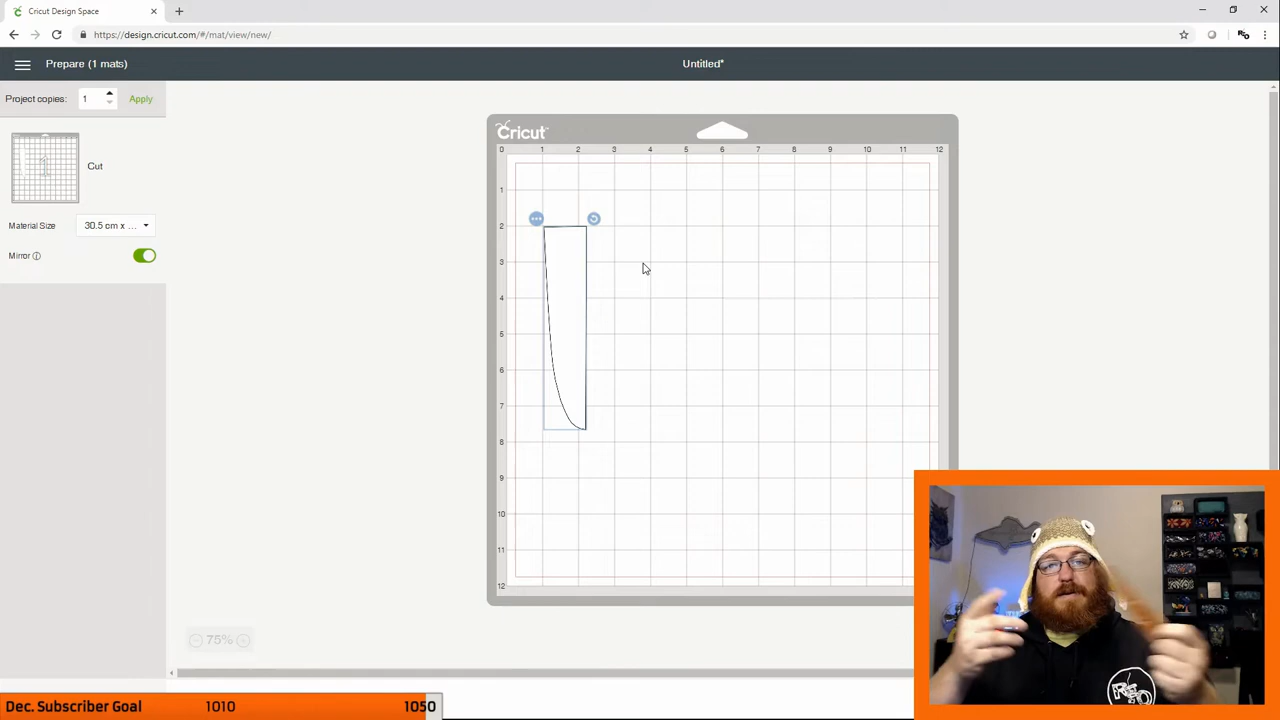 Cricut Design Space
https://design.cricut.com/#/mat/view/new/
Prepare (1 mats)
Untitled*
Project copies: 1 Apply
1
Cut
Material Size 30.5 cm x ...
Mirror
Cricut
0 1 2 3 4 5 6 7 8 9 10 11 12
1
2
3
4
5
6
7
8
9
10
11
12
75%
Dec. Subscriber Goal 1010 1050